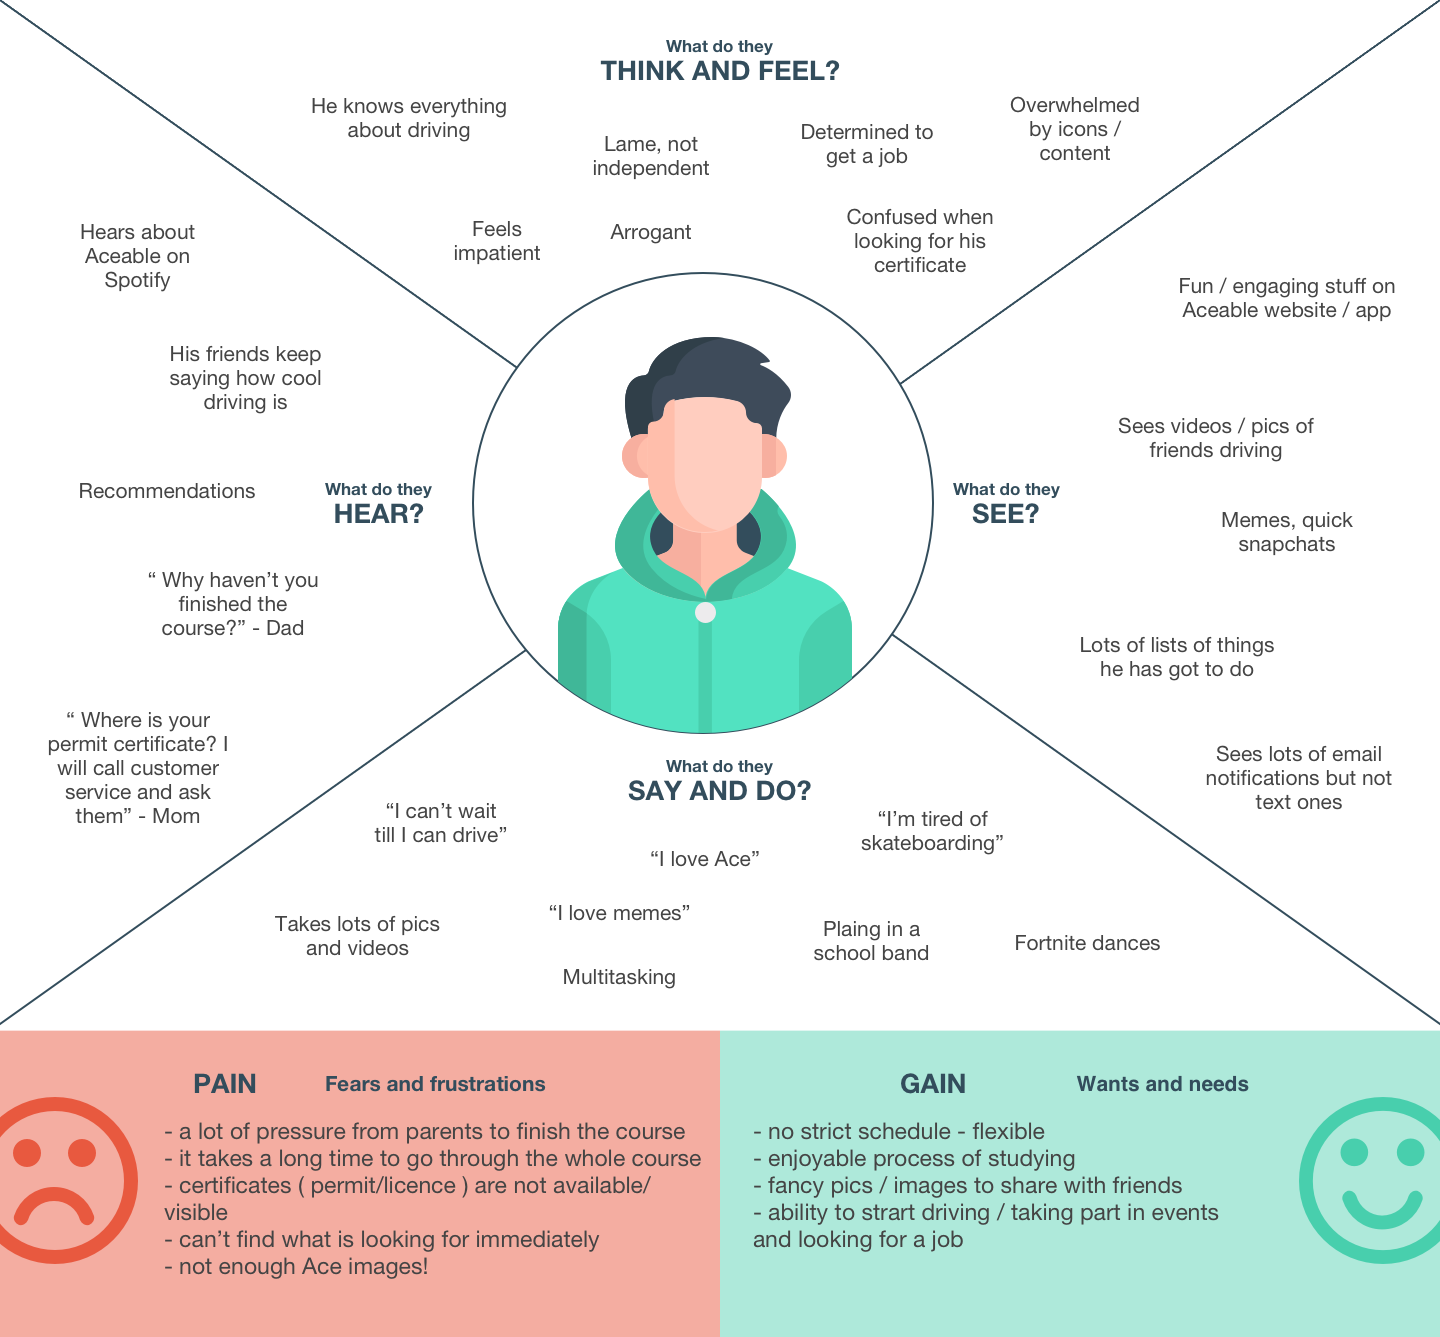 What do they
THINK AND FEEL?
He knows everything
about driving
Lame, not
independent
Determined to
get a job
Overwhelmed
by icons /
content
Feels
impatient
Arrogant
Confused when
looking for his
certificate
Hears about
Aceable on
Spotify
His friends keep
saying how cool
driving is
Recommendations
What do they
HEAR?
“ Why haven’t you
finished the
course?” - Dad
“ Where is your
permit certificate? I
will call customer
service and ask
them” - Mom
Fun / engaging stuff on
Aceable website / app
Sees videos / pics of
friends driving
What do they
SEE?
Memes, quick
snapchats
Lots of lists of things
he has got to do
Sees lots of email
notifications but not
text ones
What do they
SAY AND DO?
“I can’t wait
till I can drive”
“I love Ace”
“I’m tired of
skateboarding”
Takes lots of pics
and videos
“I love memes”
Multitasking
Plaing in a
school band
Fortnite dances
PAIN
Fears and frustrations
- a lot of pressure from parents to finish the course
- it takes a long time to go through the whole course
- certificates ( permit/licence ) are not available/
visible
- can’t find what is looking for immediately
- not enough Ace images!
GAIN
Wants and needs
- no strict schedule - flexible
- enjoyable process of studying
- fancy pics / images to share with friends
- ability to strart driving / taking part in events
and looking for a job